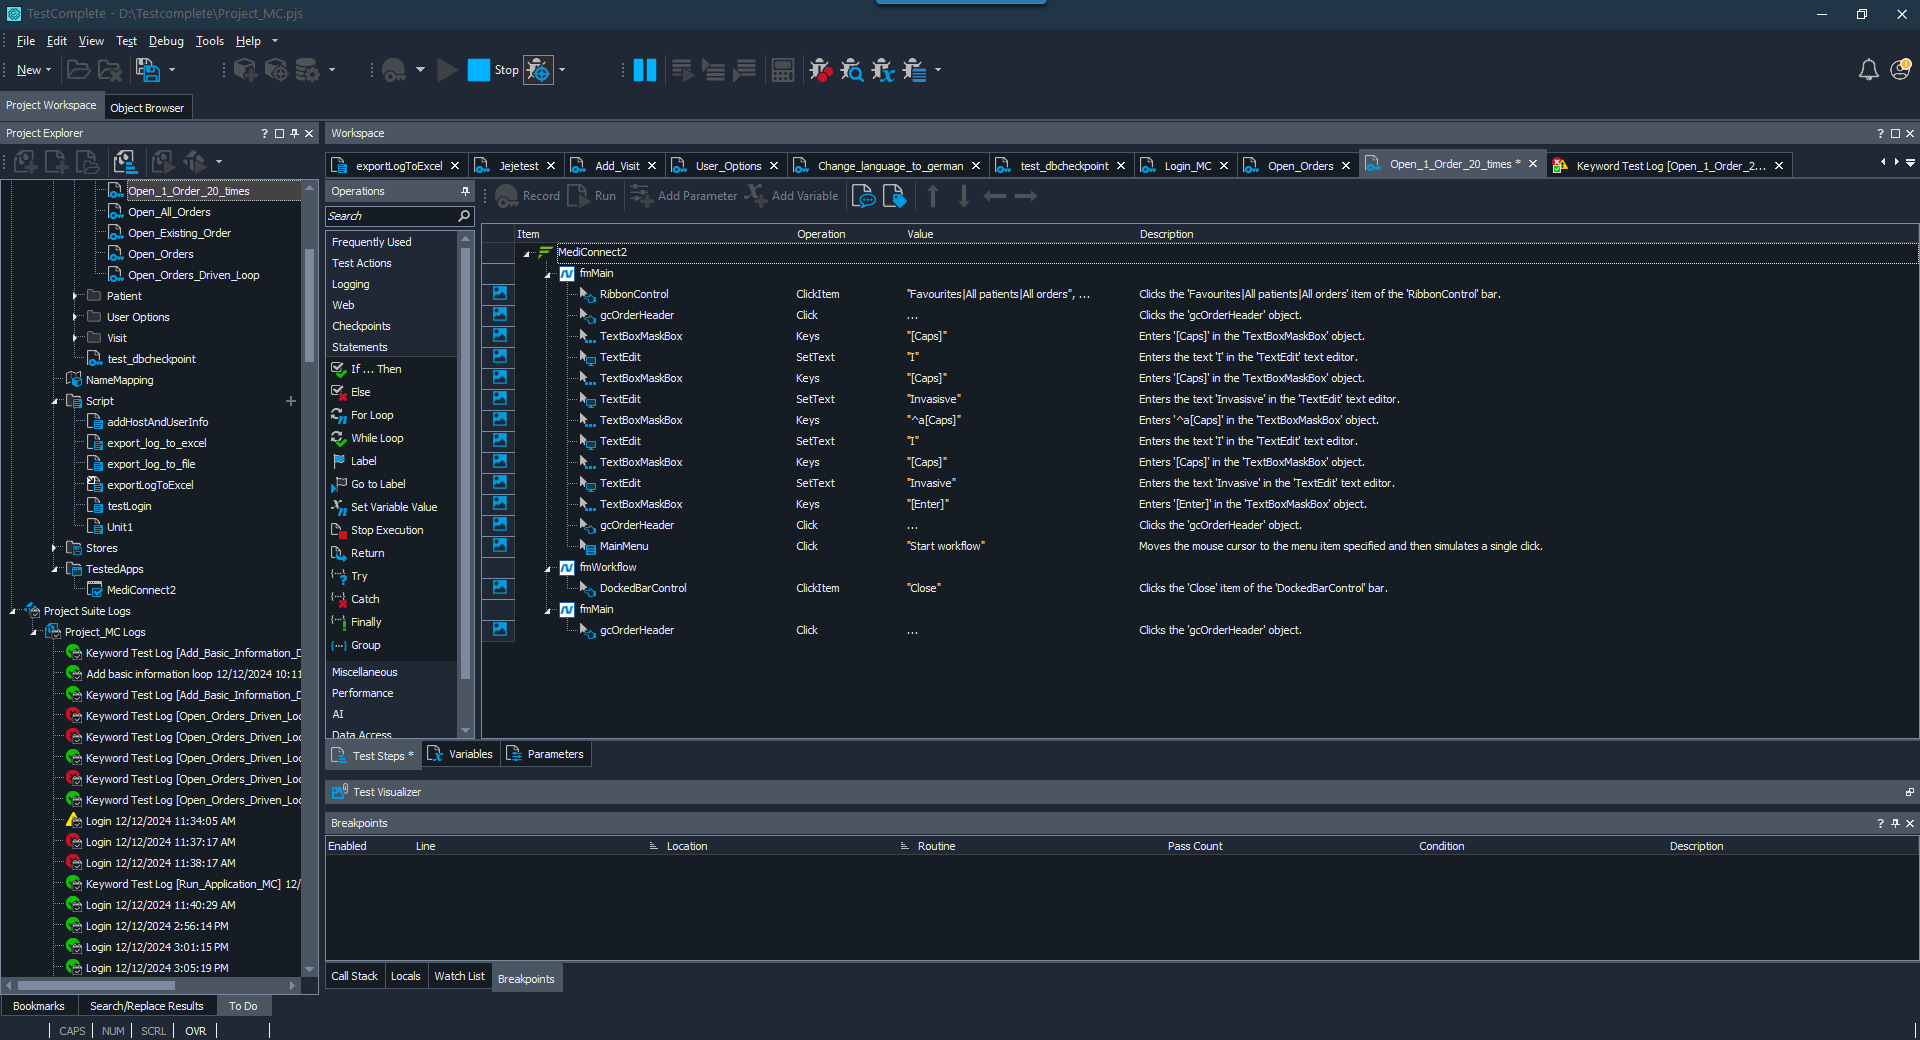 TestComplete - D:\Testcomplete\Project_MC.pjs
File Edit View Test Debug Tools Help
New Stop
Project Workspace Object Browser
Project Explorer
Open_1_Order_20_times
Open_All_Orders
Open_Existing_Order
Open_Orders
Open_Orders_Driven_Loop
Patient
User Options
Visit
test_dbcheckpoint
NameMapping
Script
addHostAndUserInfo
export_log_to_excel
export_log_to_file
exportLogToExcel
testLogin
Unit1
Stores
TestedApps
MediConnect2
Project Suite Logs
Project_MC Logs
Keyword Test Log [Add_Basic_Information_D
Add basic information loop 12/12/2024 10:11
Keyword Test Log [Add_Basic_Information_D
Keyword Test Log [Open_Orders_Driven_Loo
Keyword Test Log [Open_Orders_Driven_Loo
Keyword Test Log [Open_Orders_Driven_Loo
Keyword Test Log [Open_Orders_Driven_Loo
Keyword Test Log [Open_Orders_Driven_Loo
Login 12/12/2024 11:34:05 AM
Login 12/12/2024 11:37:17 AM
Login 12/12/2024 11:38:17 AM
Keyword Test Log [Run_Application_MC] 12/
Login 12/12/2024 11:40:29 AM
Login 12/12/2024 2:56:14 PM
Login 12/12/2024 3:01:15 PM
Login 12/12/2024 3:05:19 PM
Bookmarks Search/Replace Results To Do
CAPS NUM SCRL OVR
Workspace
exportLogToExcel Jejetest Add_Visit User_Options Change_language_to_german test_dbcheckpoint Login_MC Open_Orders Open_1_Order_20_times * Keyword Test Log [Open_1_Order_2...
Operations
Search
Frequently Used
Test Actions
Logging
Web
Checkpoints
Statements
If ... Then
Else
For Loop
While Loop
Label
Go to Label
Set Variable Value
Stop Execution
Return
Try
Catch
Finally
Group
Miscellaneous
Performance
AI
Data Access
Record Run Add Parameter Add Variable
Item Operation Value Description
MediConnect2
fmMain
RibbonControl ClickItem "Favourites|All patients|All orders", ... Clicks the 'Favourites|All patients|All orders' item of the 'RibbonControl' bar.
gcOrderHeader Click ... Clicks the 'gcOrderHeader' object.
TextBoxMaskBox Keys "[Caps]" Enters '[Caps]' in the 'TextBoxMaskBox' object.
TextEdit SetText "I" Enters the text 'I' in the 'TextEdit' text editor.
TextBoxMaskBox Keys "[Caps]" Enters '[Caps]' in the 'TextBoxMaskBox' object.
TextEdit SetText "Invasisve" Enters the text 'Invasisve' in the 'TextEdit' text editor.
TextBoxMaskBox Keys "^a[Caps]" Enters '^a[Caps]' in the 'TextBoxMaskBox' object.
TextEdit SetText "I" Enters the text 'I' in the 'TextEdit' text editor.
TextBoxMaskBox Keys "[Caps]" Enters '[Caps]' in the 'TextBoxMaskBox' object.
TextEdit SetText "Invasive" Enters the text 'Invasive' in the 'TextEdit' text editor.
TextBoxMaskBox Keys "[Enter]" Enters '[Enter]' in the 'TextBoxMaskBox' object.
gcOrderHeader Click ... Clicks the 'gcOrderHeader' object.
MainMenu Click "Start workflow" Moves the mouse cursor to the menu item specified and then simulates a single click.
fmWorkflow
DockedBarControl ClickItem "Close" Clicks the 'Close' item of the 'DockedBarControl' bar.
fmMain
gcOrderHeader Click ... Clicks the 'gcOrderHeader' object.
Test Steps * Variables Parameters
Test Visualizer
Breakpoints
Enabled Line Location Routine Pass Count Condition Description
Call Stack Locals Watch List Breakpoints